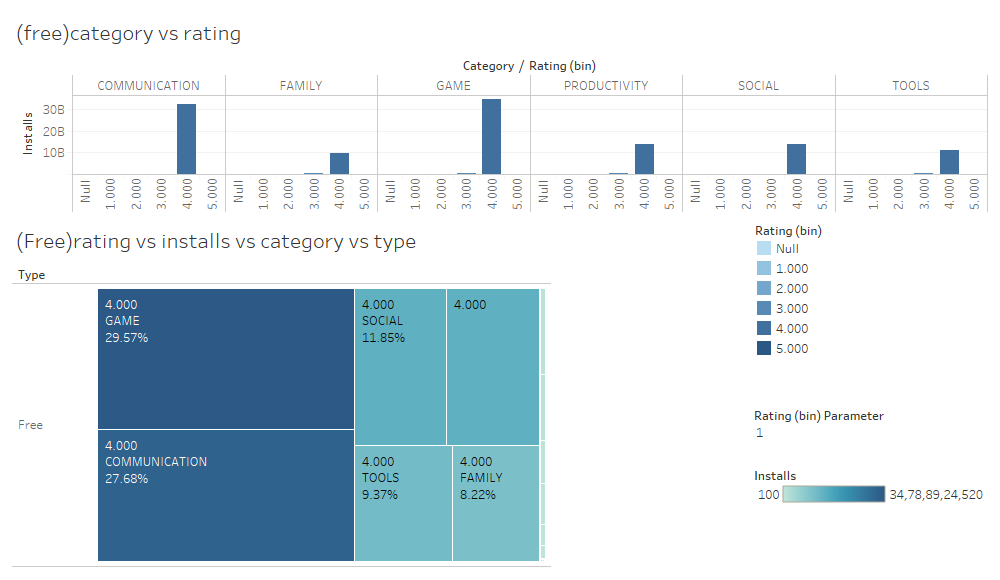 (free)category vs rating
Category / Rating (bin)
COMMUNICATION FAMILY GAME PRODUCTIVITY SOCIAL TOOLS
Installs
30B
20B
10B
Null 1.000 2.000 3.000 4.000 5.000 Null 1.000 2.000 3.000 4.000 5.000 Null 1.000 2.000 3.000 4.000 5.000 Null 1.000 2.000 3.000 4.000 5.000 Null 1.000 2.000 3.000 4.000 5.000 Null 1.000 2.000 3.000 4.000 5.000
(Free)rating vs installs vs category vs type
Type
Free
4.000
GAME
29.57%
4.000
COMMUNICATION
27.68%
4.000
SOCIAL
11.85%
4.000
4.000
TOOLS
9.37%
4.000
FAMILY
8.22%
Rating (bin)
Null
1.000
2.000
3.000
4.000
5.000
Rating (bin) Parameter
1
Installs
100 34,78,89,24,520